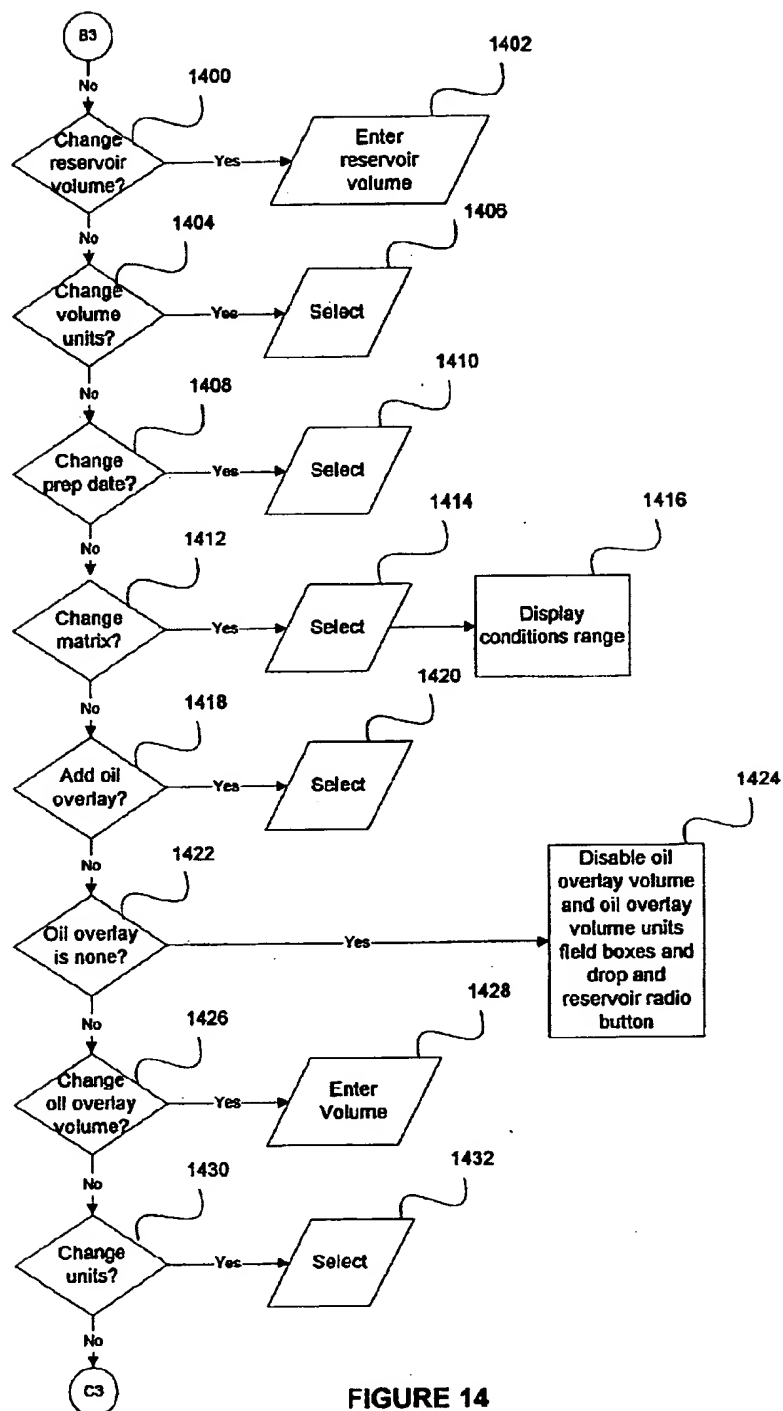 B3
No
1400
1402
Change
reservoir
volume?
Yes
Enter
reservoir
volume
No
1404
1406
Change
volume
units?
Yes
Select
No
1408
1410
Change
prep date?
Yes
Select
No
1412
1414
1416
Change
matrix?
Yes
Select
Display
conditions range
No
1418
1420
Add oil
overlay?
Yes
Select
1424
No
1422
Oil overlay
is none?
Yes
Disable oil
overlay volume
and oil overlay
volume units
field boxes and
drop and
reservoir radio
button
No
1426
1428
Change
oil overlay
volume?
Yes
Enter
Volume
No
1430
1432
Change
units?
Yes
Select
No
C3
FIGURE 14